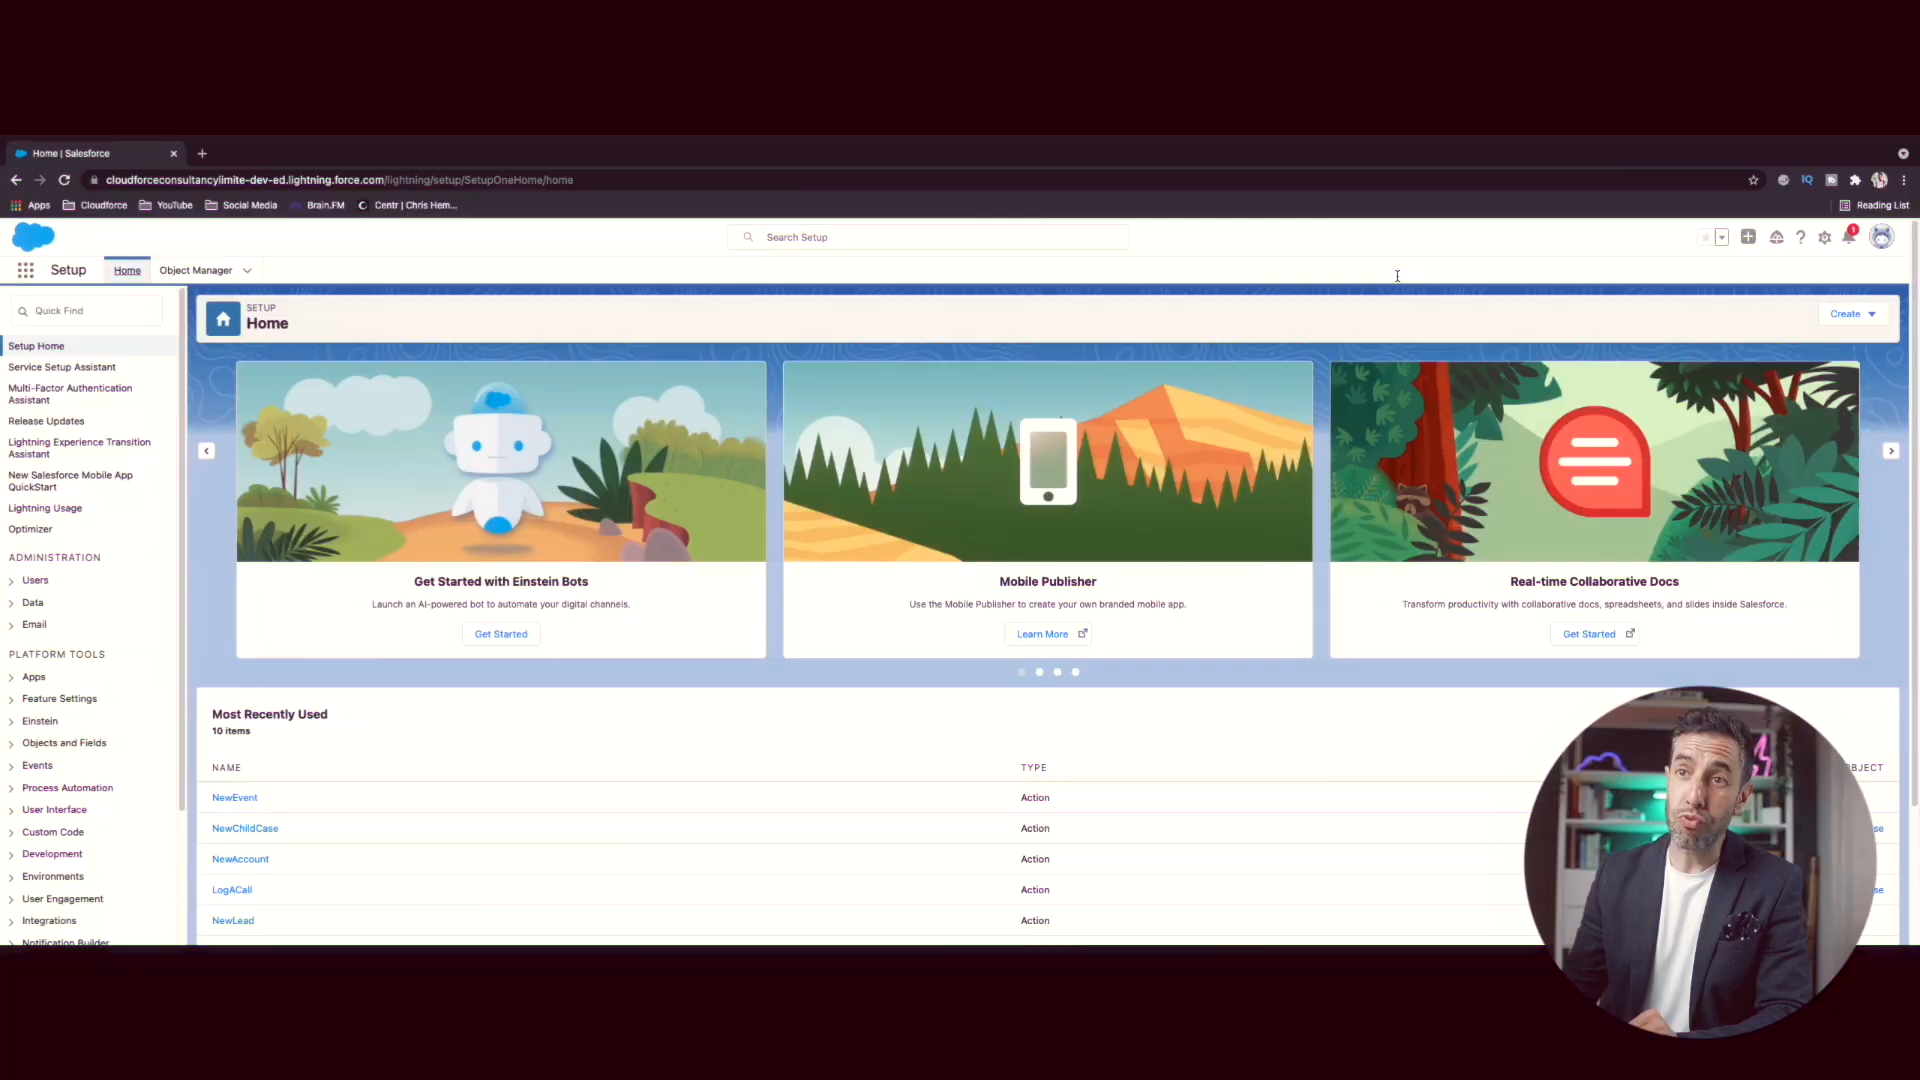 Home | Salesforce
cloudforceconsultancylimite-dev-ed.lightning.force.com/lightning/setup/SetupOneHome/home
IQ
Apps Cloudforce YouTube Social Media Brain.FM Centr | Chris Hem...
Reading List
Search Setup
1
Setup Home Object Manager
Quick Find
Setup Home
Service Setup Assistant
Multi-Factor Authentication
Assistant
Release Updates
Lightning Experience Transition
Assistant
New Salesforce Mobile App
QuickStart
Lightning Usage
Optimizer
ADMINISTRATION
Users
Data
Email
PLATFORM TOOLS
Apps
Feature Settings
Einstein
Objects and Fields
Events
Process Automation
User Interface
Custom Code
Development
Environments
User Engagement
Integrations
Notification Builder
SETUP
Home
Create
Get Started with Einstein Bots
Launch an AI-powered bot to automate your digital channels.
Get Started
Mobile Publisher
Use the Mobile Publisher to create your own branded mobile app.
Learn More
Real-time Collaborative Docs
Transform productivity with collaborative docs, spreadsheets, and slides inside Salesforce.
Get Started
Most Recently Used
10 items
NAME TYPE OBJECT
NewEvent Action
NewChildCase Action se
NewAccount Action
LogACall Action se
NewLead Action